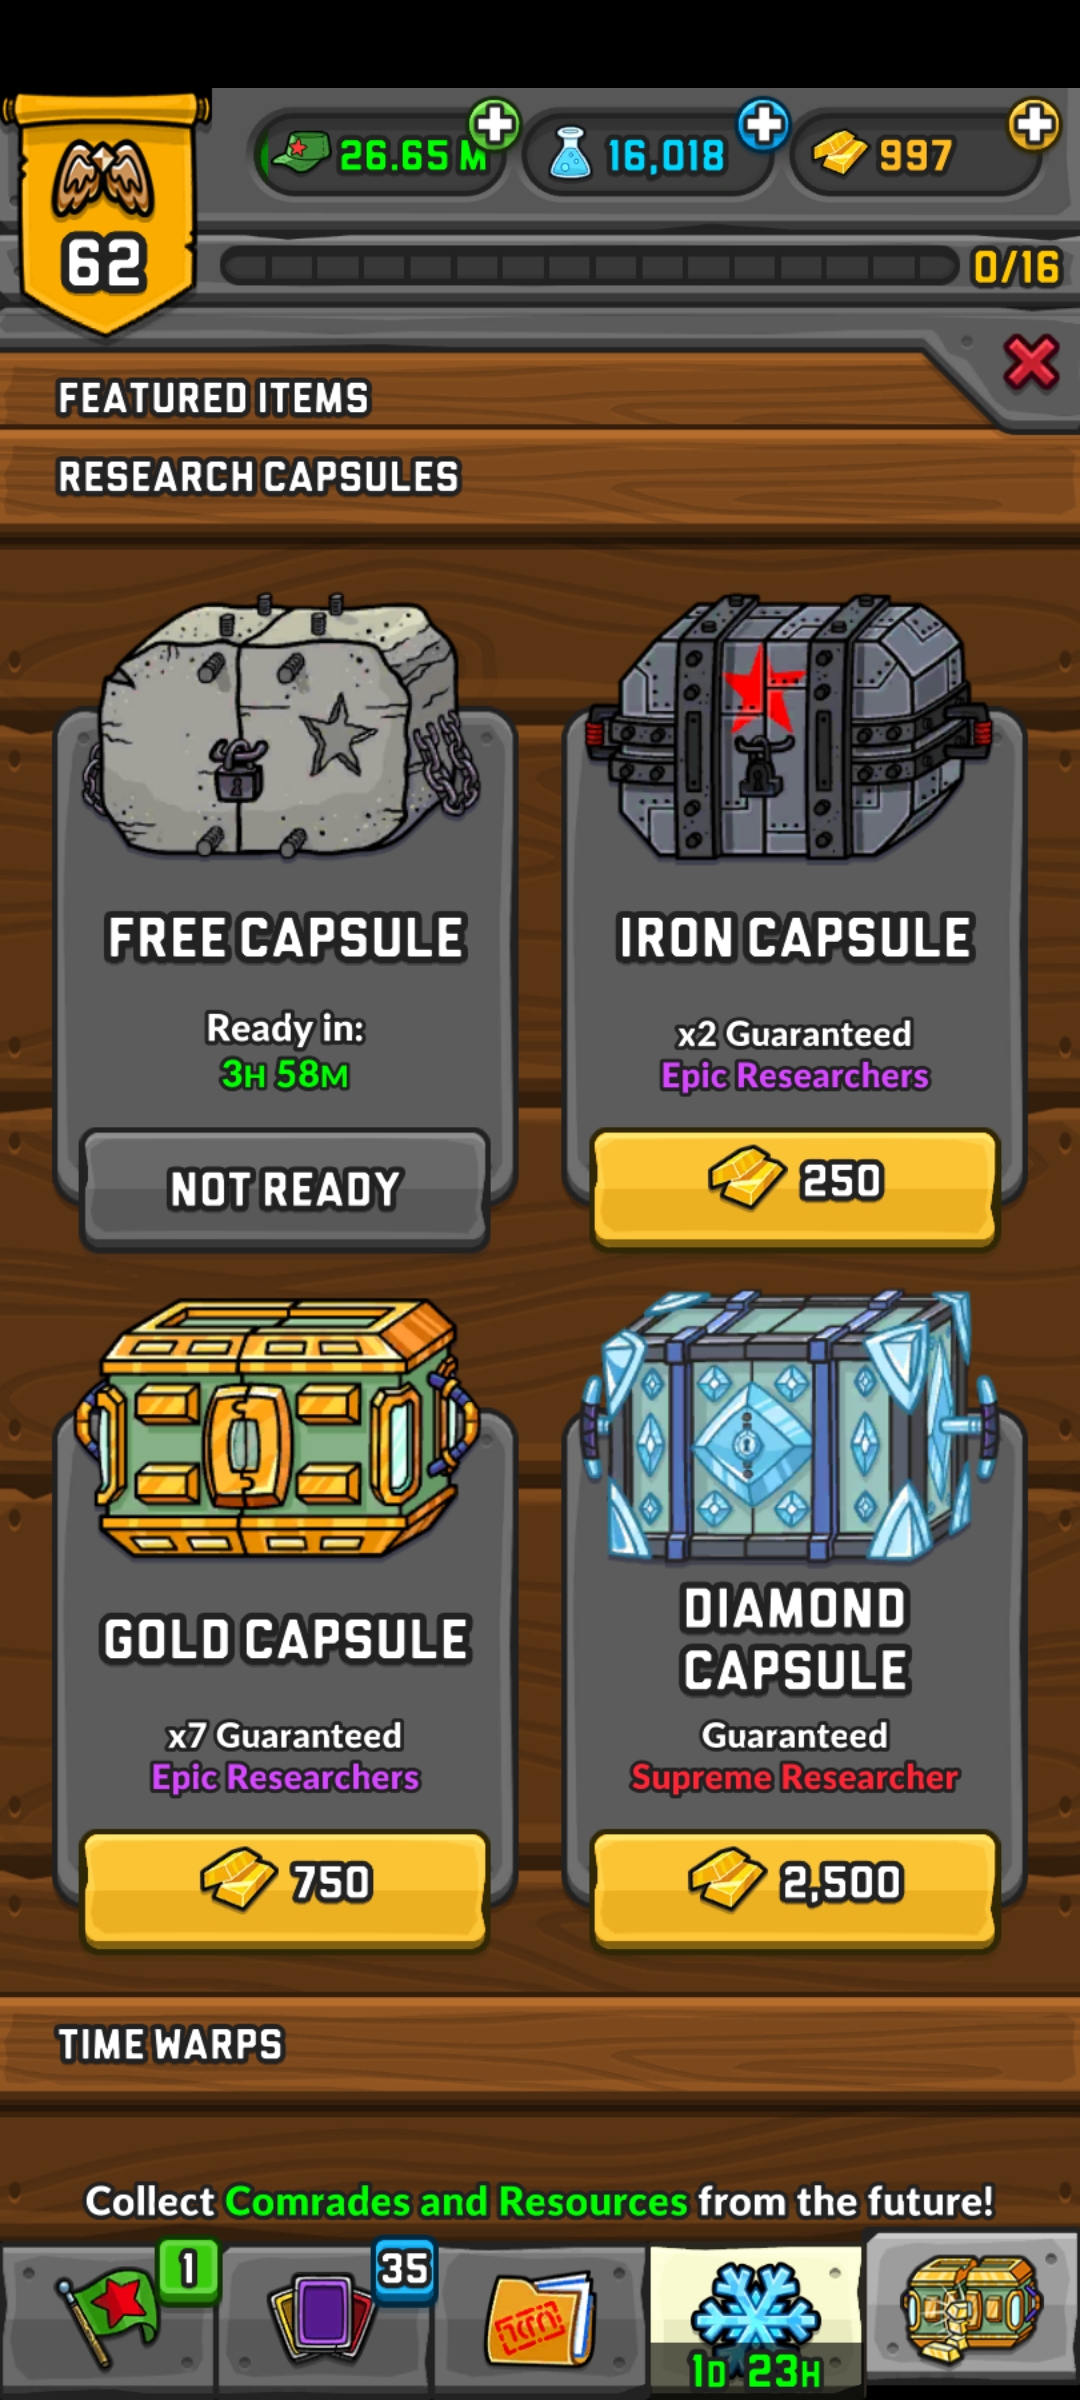 26.65 M
16,018
997
62
0/16
FEATURED ITEMS
RESEARCH CAPSULES
FREE CAPSULE
Ready in:
3H 58M
NOT READY
IRON CAPSULE
x2 Guaranteed
Epic Researchers
250
GOLD CAPSULE
x7 Guaranteed
Epic Researchers
750
DIAMOND
CAPSULE
Guaranteed
Supreme Researcher
2,500
TIME WARPS
Collect Comrades and Resources from the future!
1
35
1D 23H